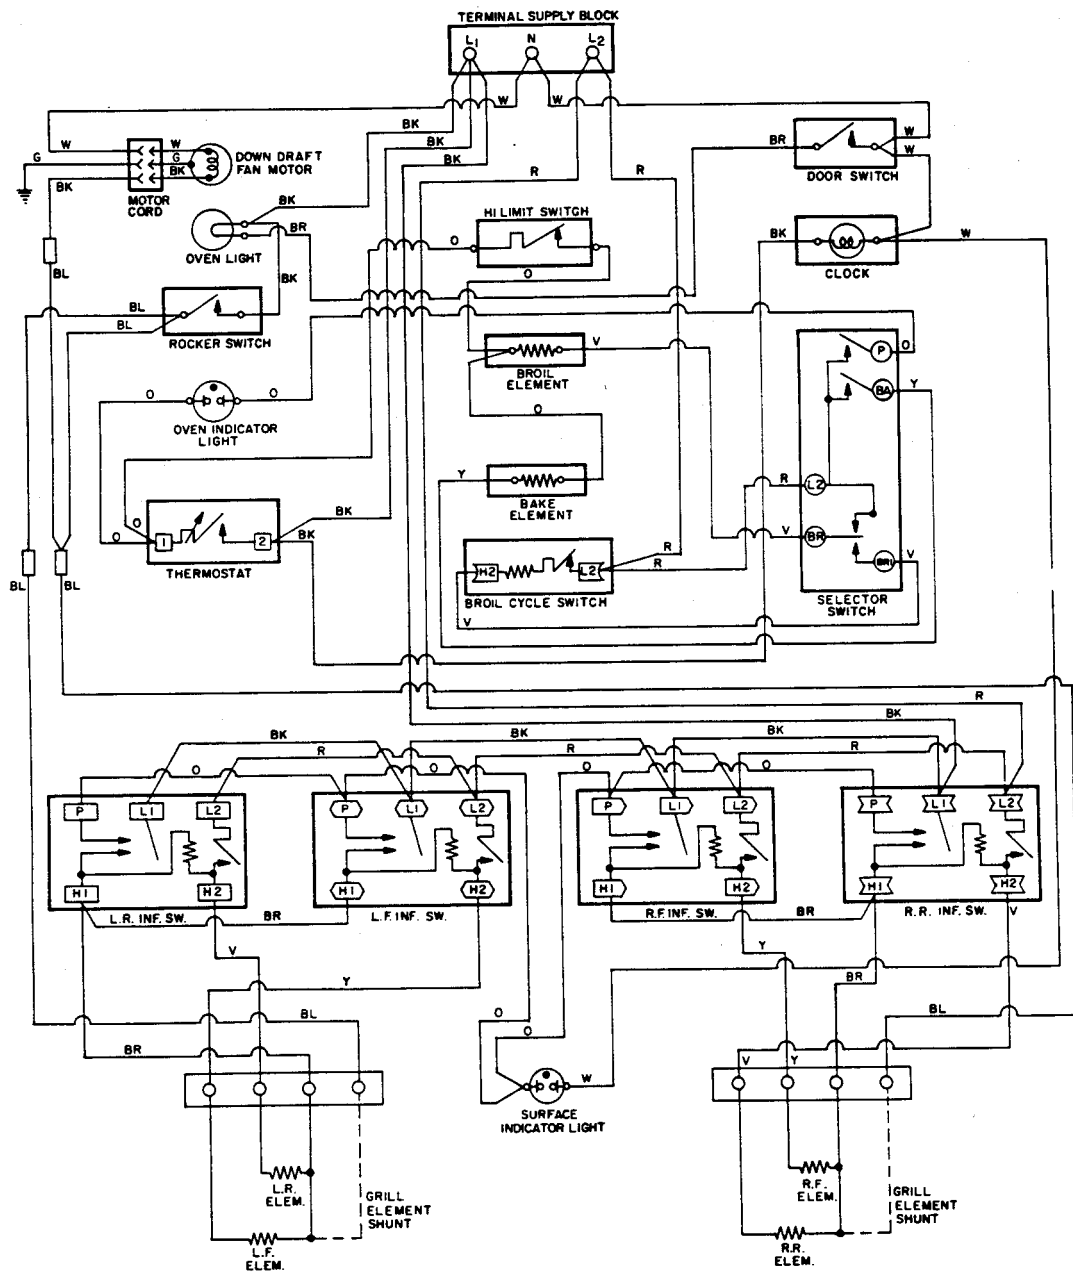 TERMINAL SUPPLY BLOCK
L1 N L2
W W
BK
BK
BK
W W
G G
BK BK
DOWN DRAFT
FAN MOTOR
MOTOR
CORD
R R
BR W
W
DOOR SWITCH
BK
BR
OVEN LIGHT
BK
HI LIMIT SWITCH
O
O
BK W
CLOCK
BL
BL
BL
ROCKER SWITCH
V
BROIL
ELEMENT
O
P O
BA Y
O O
OVEN INDICATOR
LIGHT
Y
BAKE
ELEMENT
R L2
V BR
BR1 V
SELECTOR
SWITCH
O
O
1 2
BK
BK
THERMOSTAT
H2 L2
R
R
BROIL CYCLE SWITCH
V
BL BL
R
BK
BK BK
R R R
O O O O
P L1 L2
H1 H2
L.R. INF. SW.
P L1 L2
H1 H2
L.F. INF. SW.
P L1 L2
H1 H2
R.F. INF. SW.
P L1 L2
H1 H2
R.R. INF. SW.
BR BR
V Y Y BR V
BL O O BL
BR
W
V Y
SURFACE
INDICATOR LIGHT
L.R.
ELEM.
L.F.
ELEM.
GRILL
ELEMENT
SHUNT
R.F.
ELEM.
R.R.
ELEM.
GRILL
ELEMENT
SHUNT